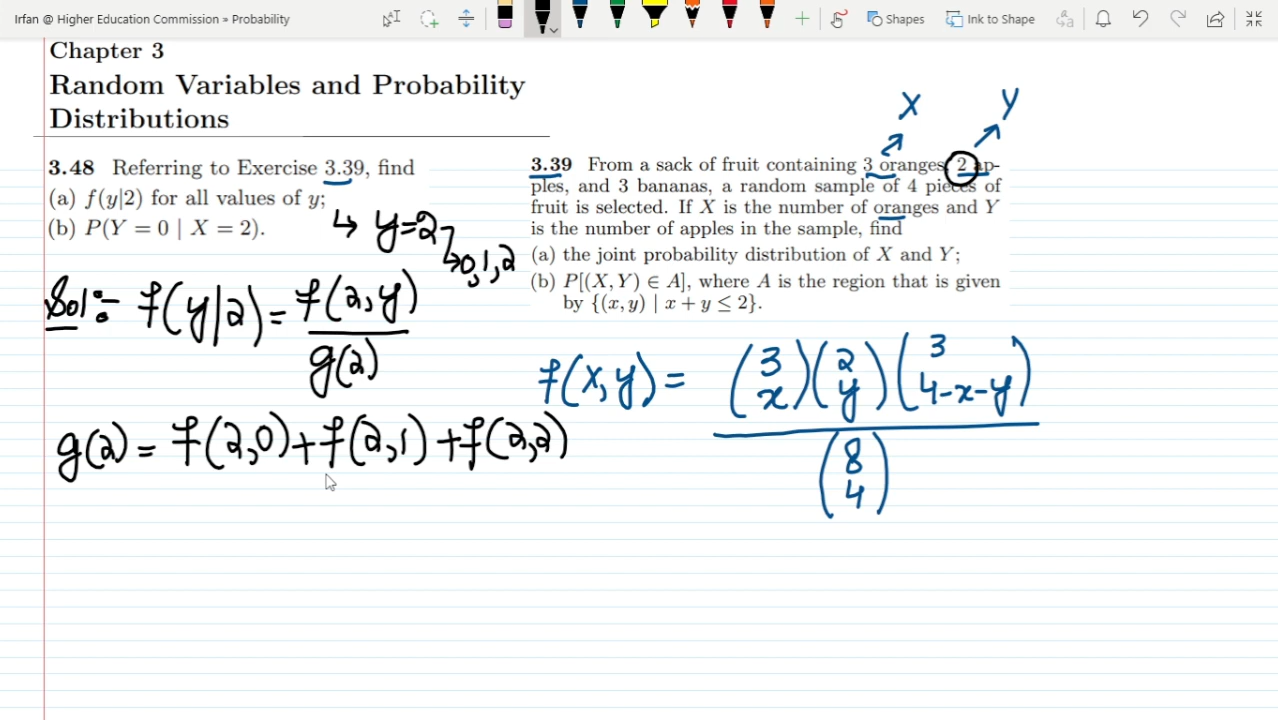 Irfan @ Higher Education Commission » Probability
Shapes
Ink to Shape
Chapter 3
Random Variables and Probability
Distributions
3.48 Referring to Exercise 3.39, find
(a) f(y|2) for all values of y;
(b) P(Y = 0 | X = 2).
↳ y=2
↳ 0, 1, 2
Sol:= f(y|2) = f(2,y) / g(2)
g(2) = f(2,0) + f(2,1) + f(2,2)
X Y
3.39 From a sack of fruit containing 3 oranges, 2 ap-
ples, and 3 bananas, a random sample of 4 pieces of
fruit is selected. If X is the number of oranges and Y
is the number of apples in the sample, find
(a) the joint probability distribution of X and Y;
(b) P[(X, Y) ∈ A], where A is the region that is given
by {(x, y) | x + y ≤ 2}.
f(x,y) = (3 x)(2 y)(3 4-x-y) / (8 4)